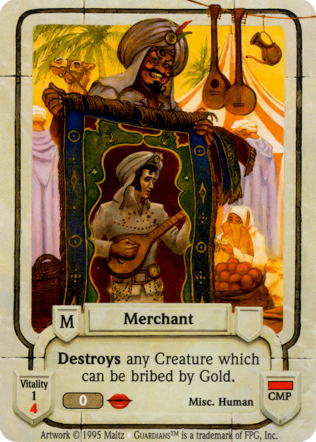 M
Merchant
Destroys any Creature which
can be bribed by Gold.
Vitality
1
4
0
Misc. Human
CMP
Artwork © 1995 Maitz • GUARDIANS™ is a trademark of FPG, Inc.